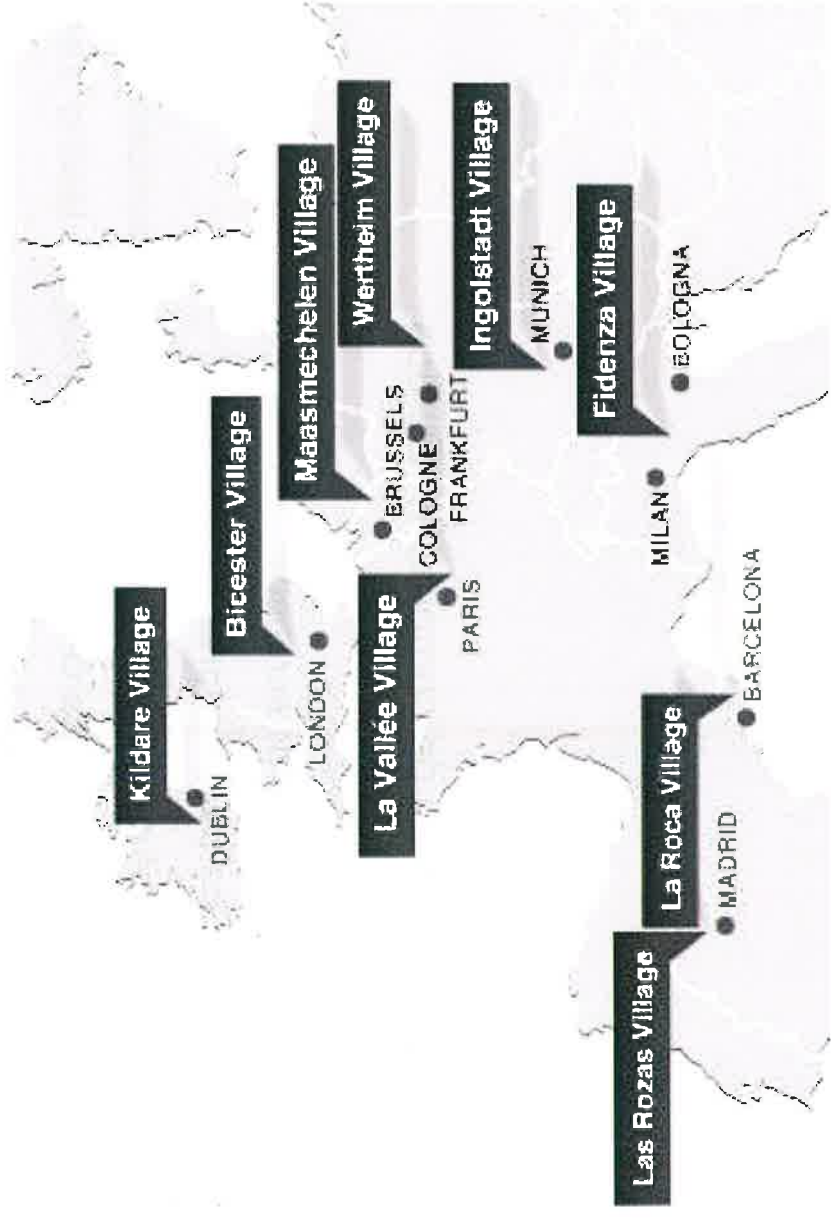 Kildare Village
DUBLIN
Bicester Village
LONDON
Maasmechelen Village
Wertheim Village
BRUSSELS
COLOGNE
FRANKFURT
La Vallée Village
PARIS
Ingolstadt Village
MUNICH
Fidenza Village
MILAN
BOLOGNA
La Roca Village
BARCELONA
Las Rozas Village
MADRID